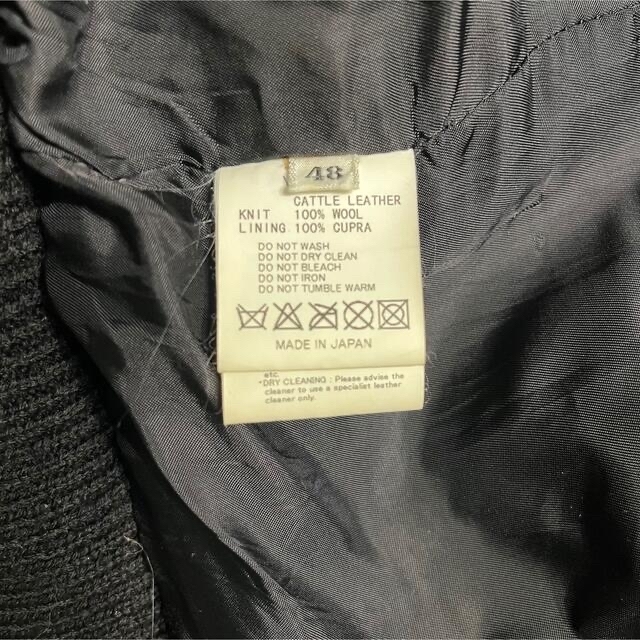 48
CATTLE LEATHER
KNIT 100% WOOL
LINING 100% CUPRA
DO NOT WASH
DO NOT DRY CLEAN
DO NOT BLEACH
DO NOT IRON
DO NOT TUMBLE WARM
MADE IN JAPAN
etc.
*DRY CLEANING : Please advise the
cleaner to use a specialist leather
cleaner only.